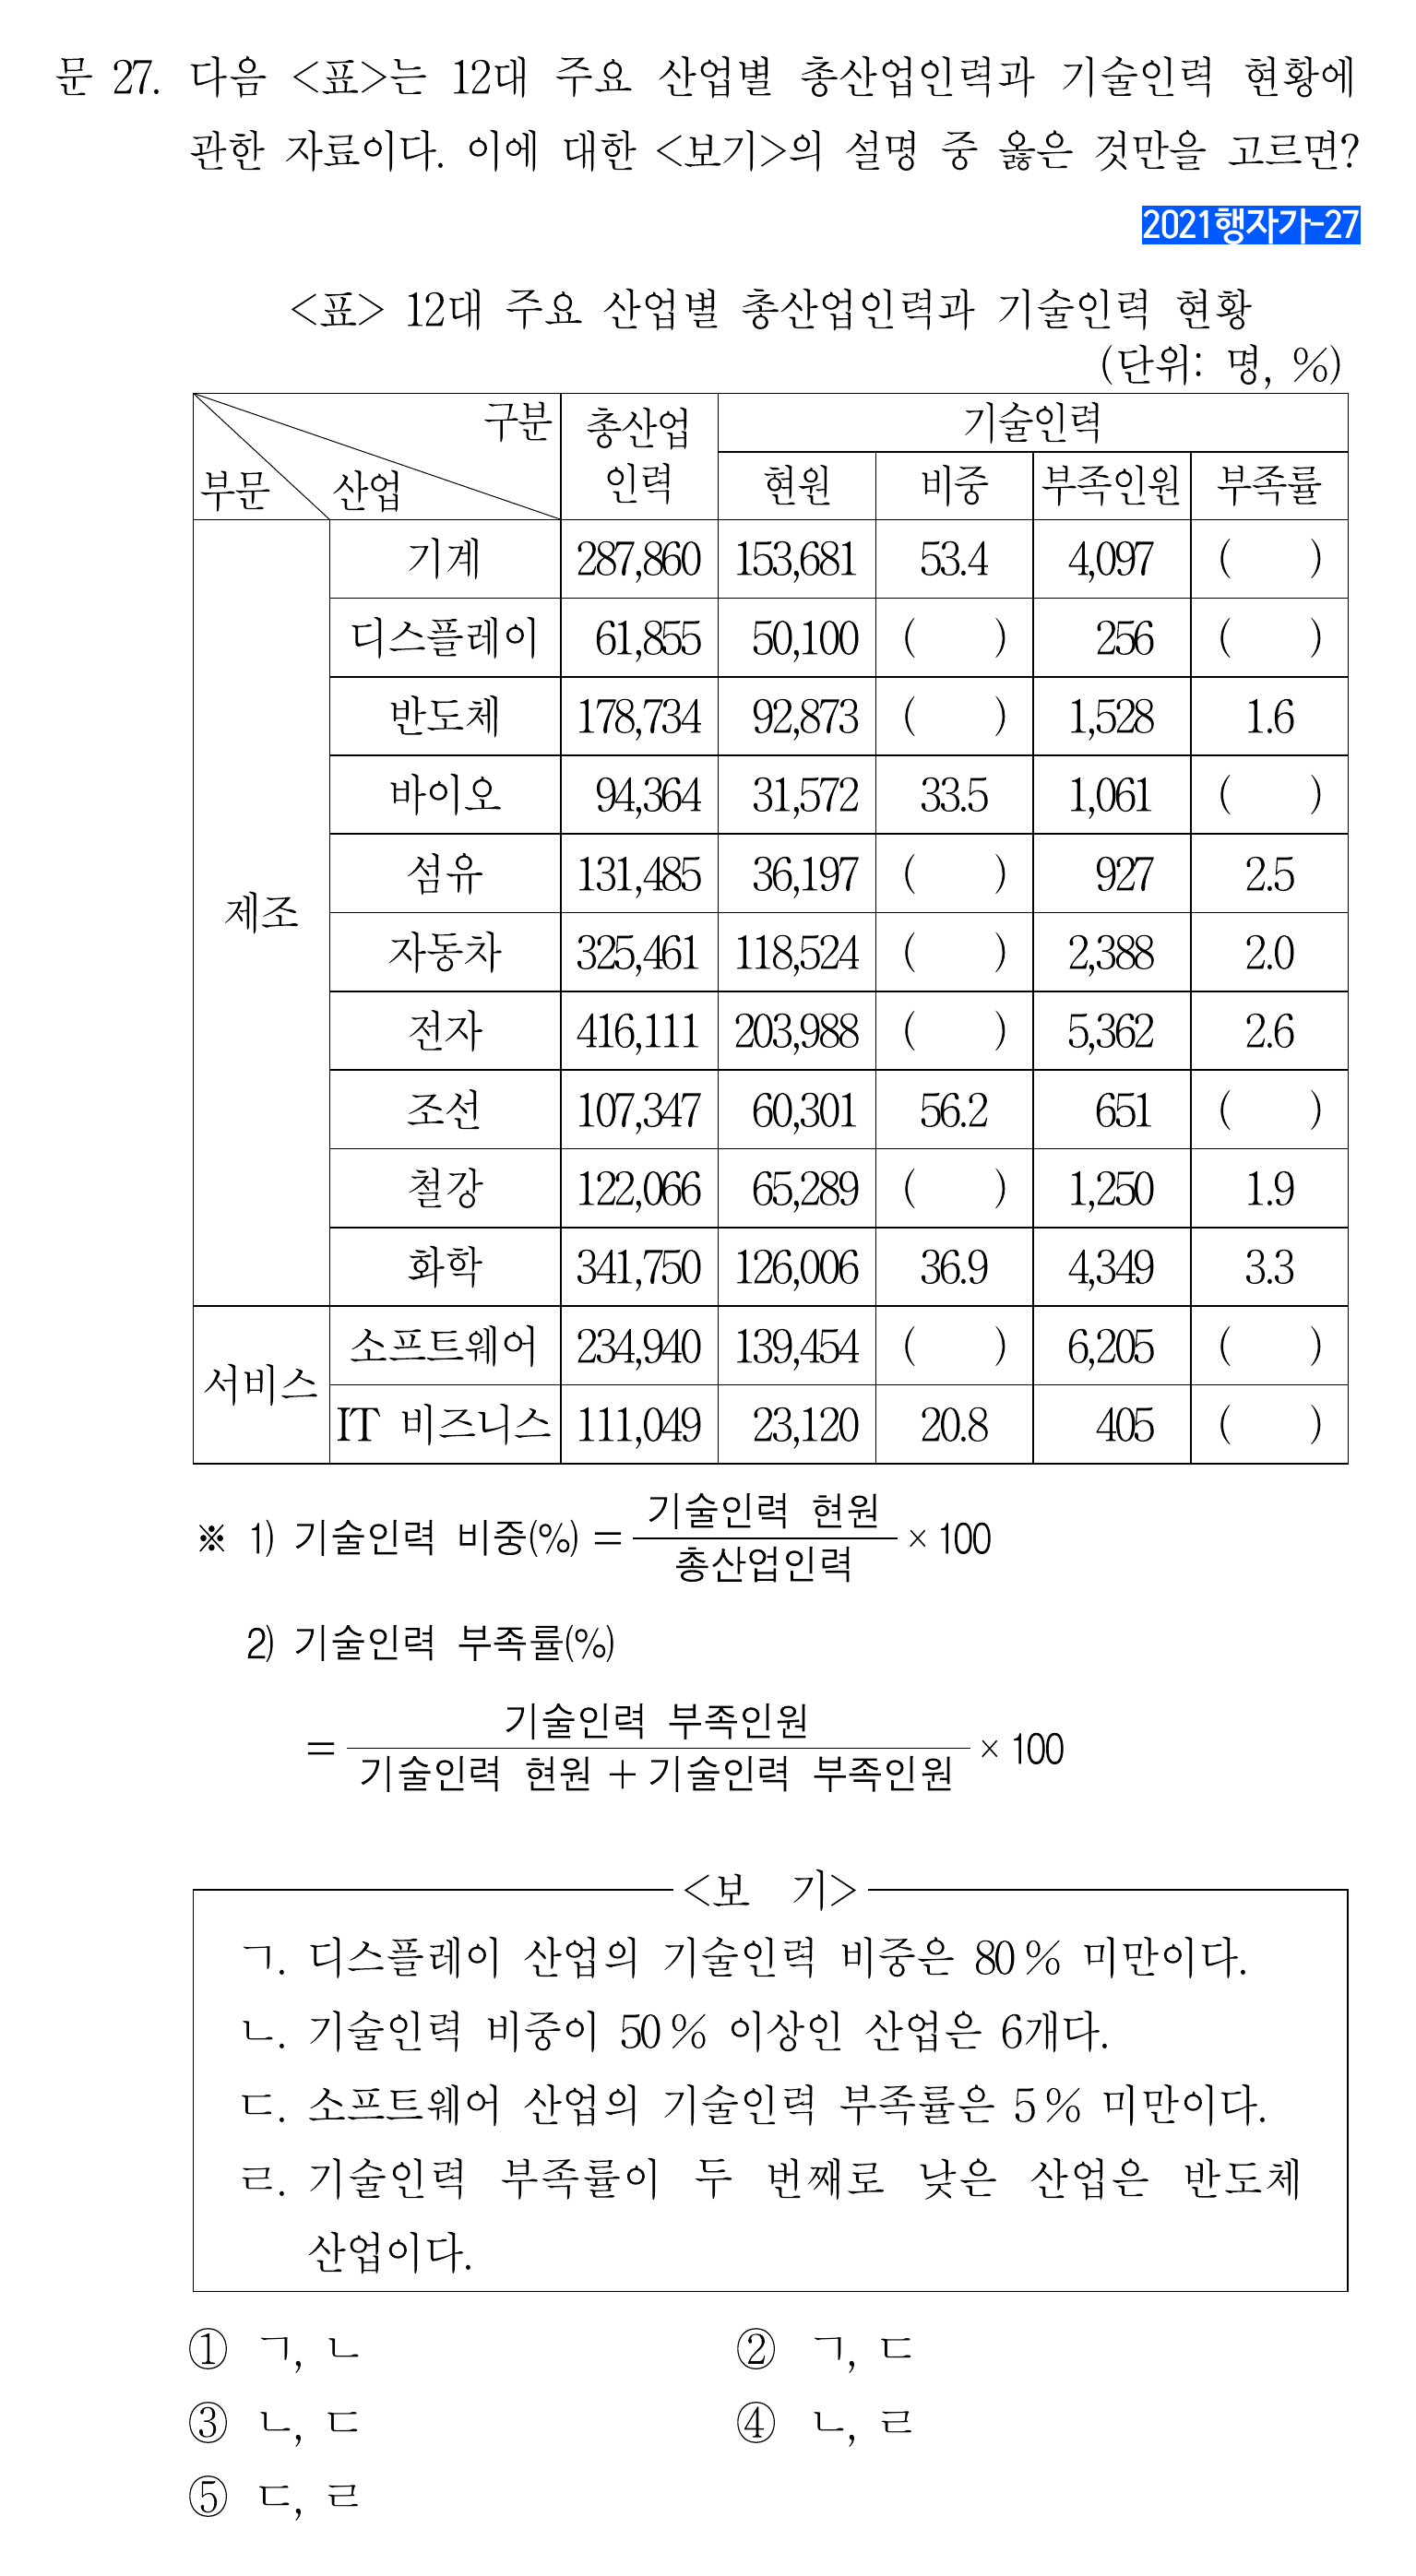 문 27. 다음 <표>는 12대 주요 산업별 총산업인력과 기술인력 현황에
관한 자료이다. 이에 대한 <보기>의 설명 중 옳은 것만을 고르면?
2021행자가-27
<표> 12대 주요 산업별 총산업인력과 기술인력 현황
(단위: 명, %)
구분 총산업 기술인력
부문 산업 인력 현원 비중 부족인원 부족률
제조
기계 287,860 153,681 53.4 4,097 ( )
디스플레이 61,855 50,100 ( ) 256 ( )
반도체 178,734 92,873 ( ) 1,528 1.6
바이오 94,364 31,572 33.5 1,061 ( )
섬유 131,485 36,197 ( ) 927 2.5
자동차 325,461 118,524 ( ) 2,388 2.0
전자 416,111 203,988 ( ) 5,362 2.6
조선 107,347 60,301 56.2 651 ( )
철강 122,066 65,289 ( ) 1,250 1.9
화학 341,750 126,006 36.9 4,349 3.3
서비스
소프트웨어 234,940 139,454 ( ) 6,205 ( )
IT 비즈니스 111,049 23,120 20.8 405 ( )
※ 1) 기술인력 비중(%) = 기술인력 현원 / 총산업인력 × 100
2) 기술인력 부족률(%)
= 기술인력 부족인원 / 기술인력 현원 + 기술인력 부족인원 × 100
<보 기>
ㄱ. 디스플레이 산업의 기술인력 비중은 80 % 미만이다.
ㄴ. 기술인력 비중이 50 % 이상인 산업은 6개다.
ㄷ. 소프트웨어 산업의 기술인력 부족률은 5 % 미만이다.
ㄹ. 기술인력 부족률이 두 번째로 낮은 산업은 반도체
산업이다.
① ㄱ, ㄴ ② ㄱ, ㄷ
③ ㄴ, ㄷ ④ ㄴ, ㄹ
⑤ ㄷ, ㄹ